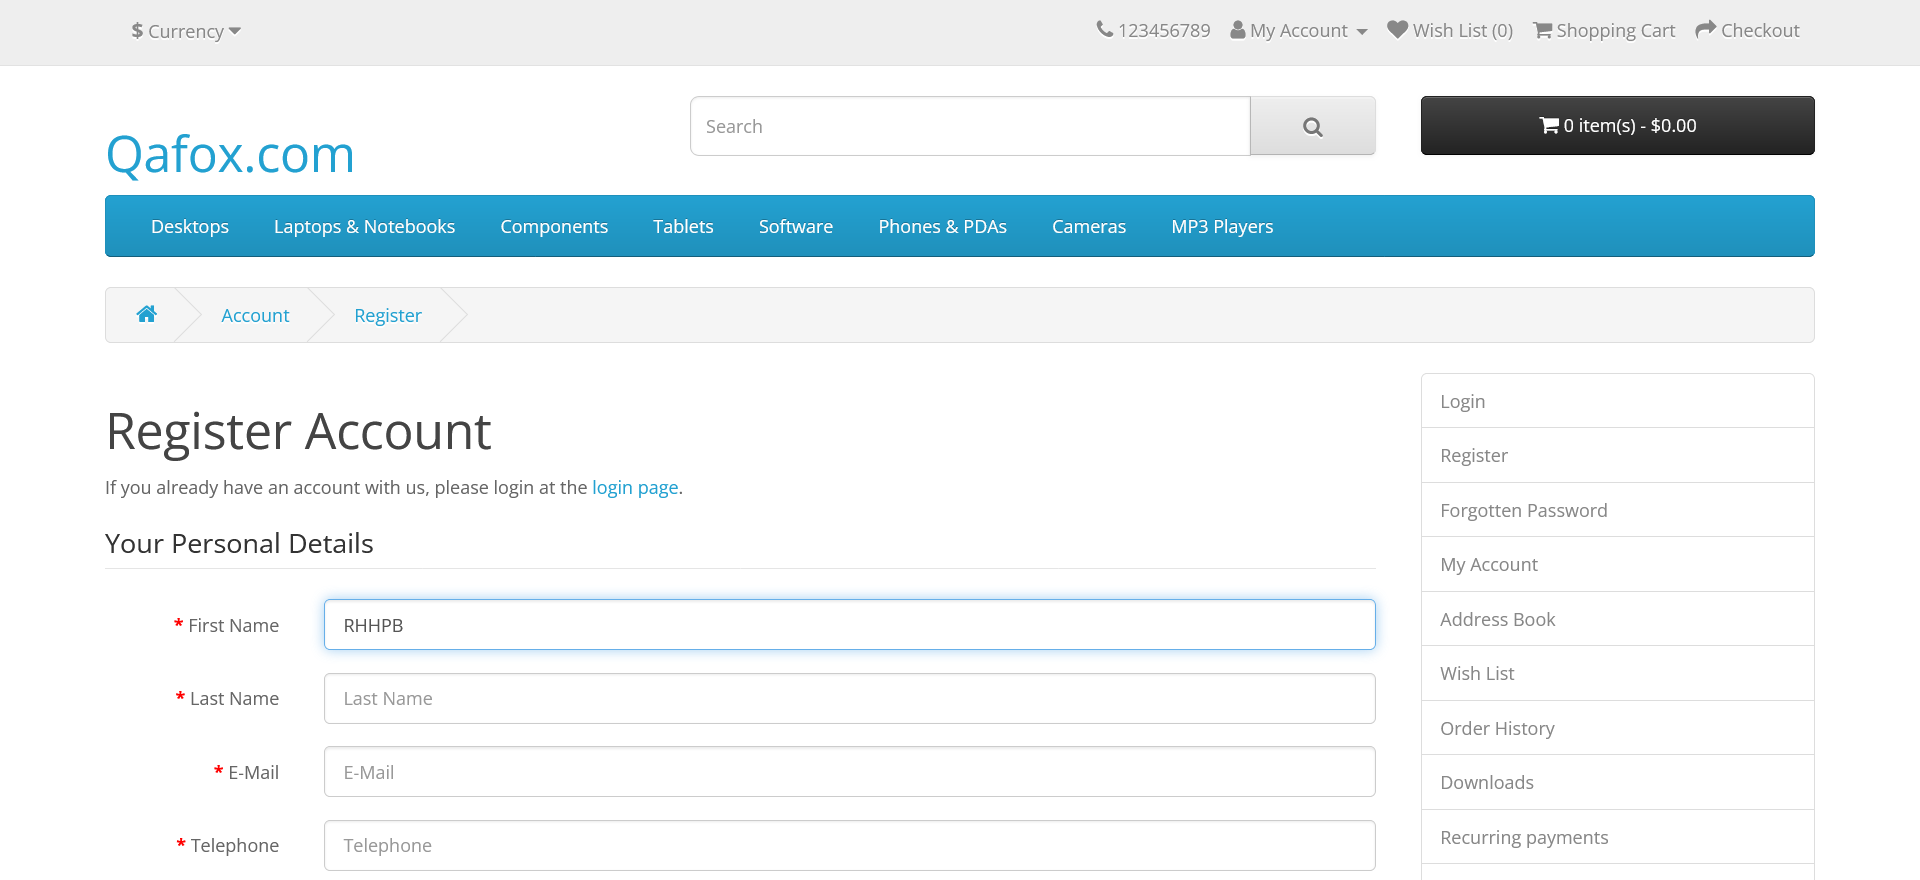 $ Currency
123456789 My Account Wish List (0) Shopping Cart Checkout
Qafox.com
Search
0 item(s) - $0.00
Desktops Laptops & Notebooks Components Tablets Software Phones & PDAs Cameras MP3 Players
Account Register
Register Account
If you already have an account with us, please login at the login page.
Your Personal Details
* First Name RHHPB
* Last Name Last Name
* E-Mail E-Mail
* Telephone Telephone
Login
Register
Forgotten Password
My Account
Address Book
Wish List
Order History
Downloads
Recurring payments